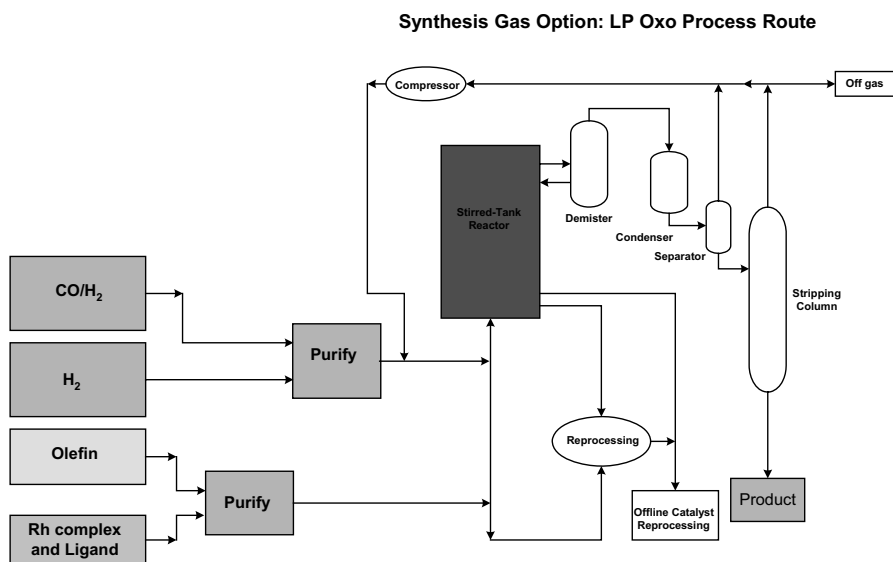 Synthesis Gas Option: LP Oxo Process Route
Compressor
Off gas
Stirred-Tank
Reactor
Demister
Condenser
Separator
Stripping
Column
CO/H₂
Purify
H₂
Olefin
Purify
Rh complex
and Ligand
Reprocessing
Offline Catalyst
Reprocessing
Product